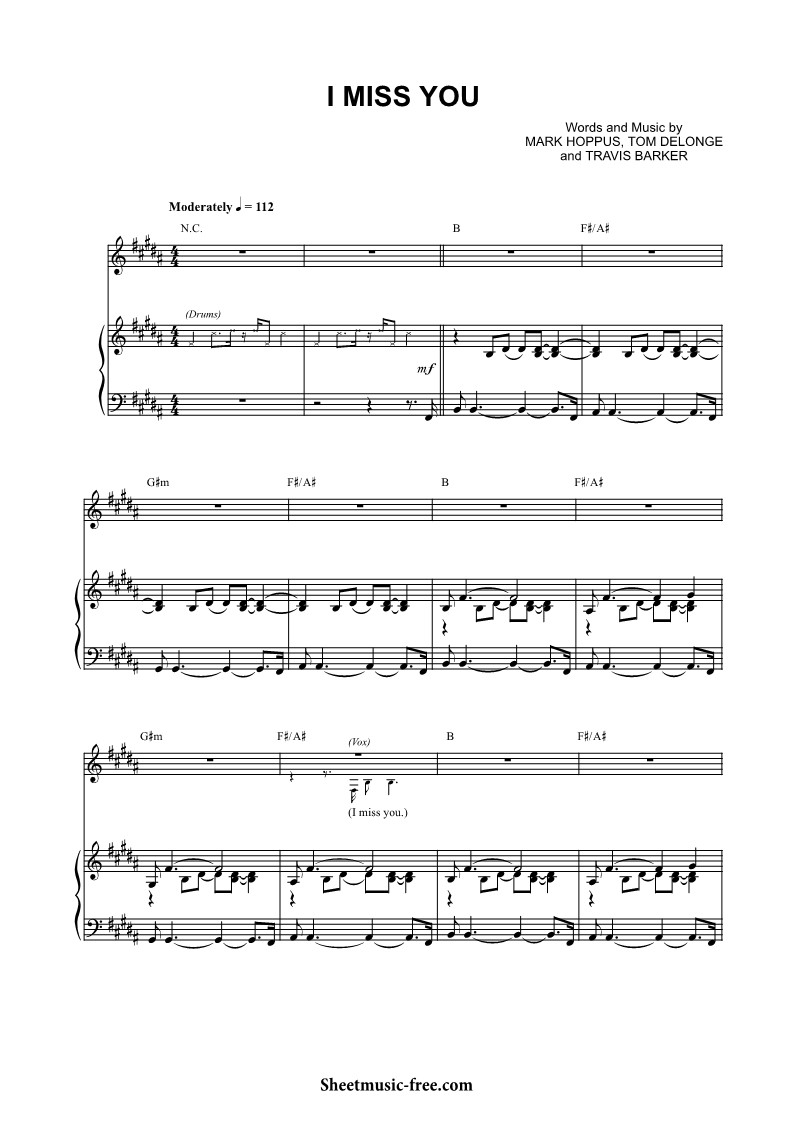 I MISS YOU
Words and Music by
MARK HOPPUS, TOM DELONGE
and TRAVIS BARKER
Moderately ♩ = 112
N.C. B F♯/A♯
(Drums)
mf
G♯m F♯/A♯ B F♯/A♯
G♯m F♯/A♯ (Vox) B F♯/A♯
(I miss you.)
Sheetmusic-free.com